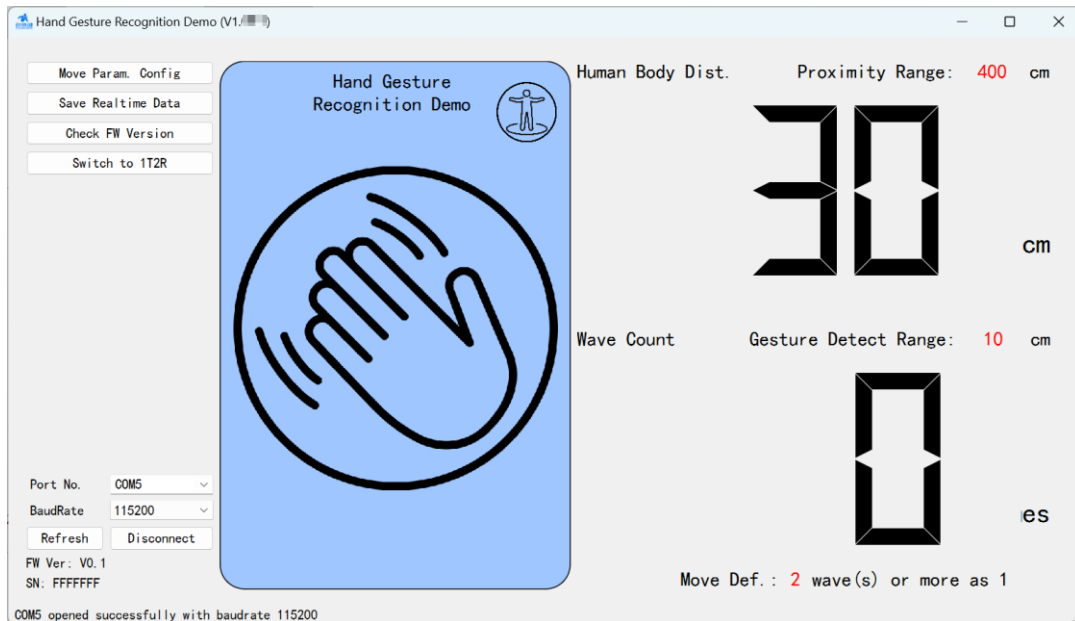 Hand Gesture Recognition Demo (V1.
Move Param. Config
Save Realtime Data
Check FW Version
Switch to 1T2R
Hand Gesture
Recognition Demo
Human Body Dist. Proximity Range: 400 cm
30 cm
Wave Count Gesture Detect Range: 10 cm
0 es
Move Def.: 2 wave(s) or more as 1
Port No. COM5
BaudRate 115200
Refresh Disconnect
FW Ver: V0.1
SN: FFFFFFF
COM5 opened successfully with baudrate 115200